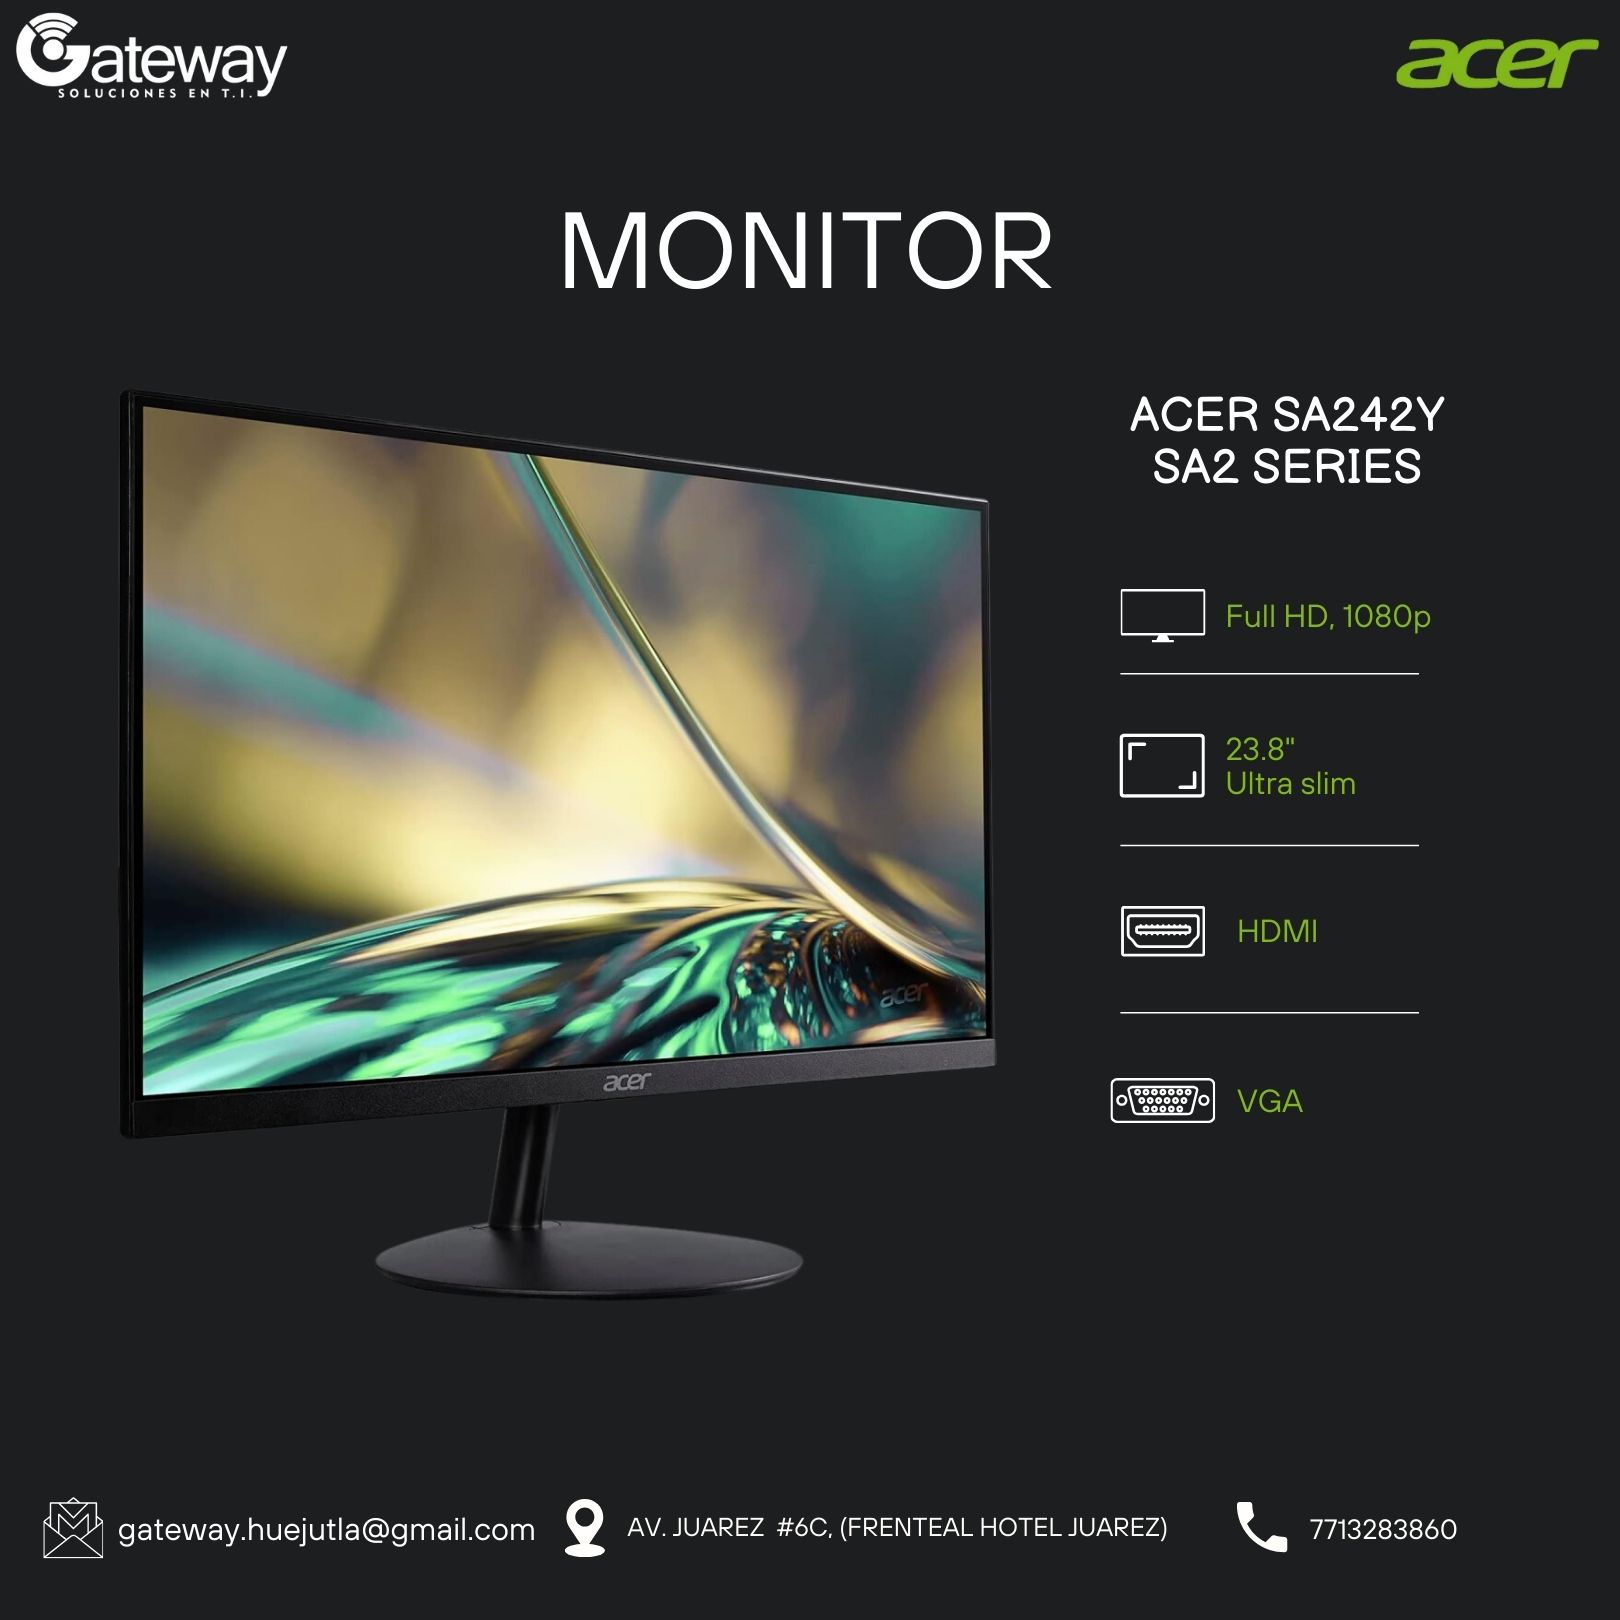 Gateway
SOLUCIONES EN T.I.
acer
MONITOR
ACER SA242Y
SA2 SERIES
Full HD, 1080p
23.8"
Ultra slim
HDMI
VGA
acer
acer
gateway.huejutla@gmail.com
AV. JUAREZ #6C, (FRENTEAL HOTEL JUAREZ)
7713283860